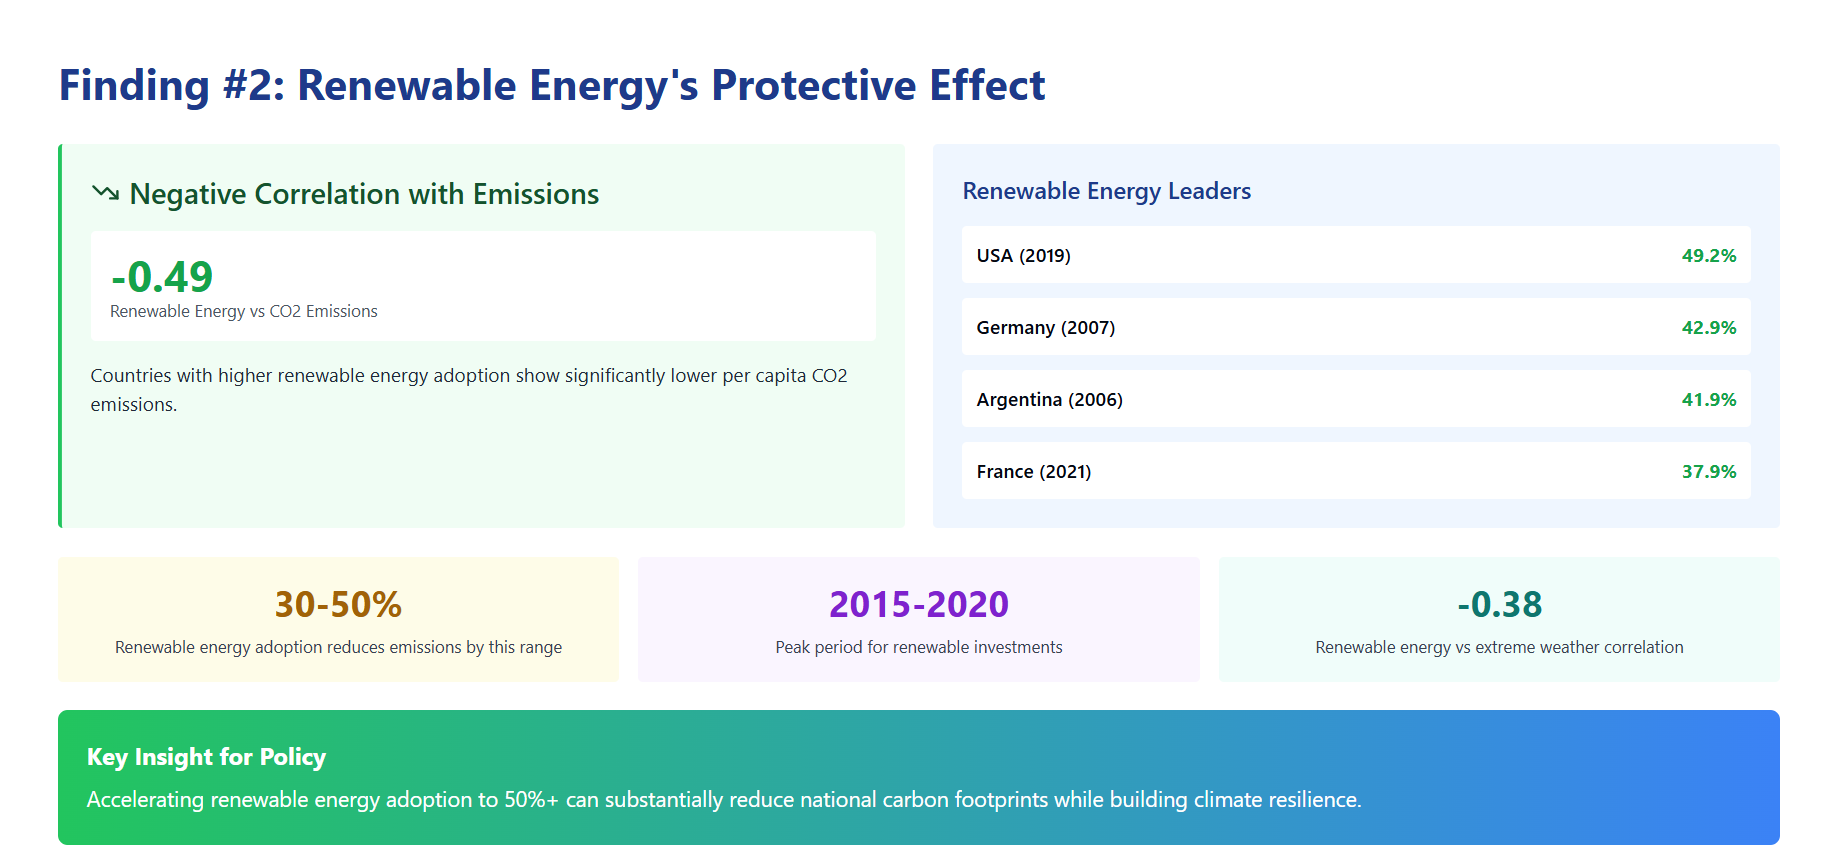 Finding #2: Renewable Energy's Protective Effect
Negative Correlation with Emissions
-0.49
Renewable Energy vs CO2 Emissions
Countries with higher renewable energy adoption show significantly lower per capita CO2
emissions.
Renewable Energy Leaders
USA (2019) 49.2%
Germany (2007) 42.9%
Argentina (2006) 41.9%
France (2021) 37.9%
30-50%
Renewable energy adoption reduces emissions by this range
2015-2020
Peak period for renewable investments
-0.38
Renewable energy vs extreme weather correlation
Key Insight for Policy
Accelerating renewable energy adoption to 50%+ can substantially reduce national carbon footprints while building climate resilience.